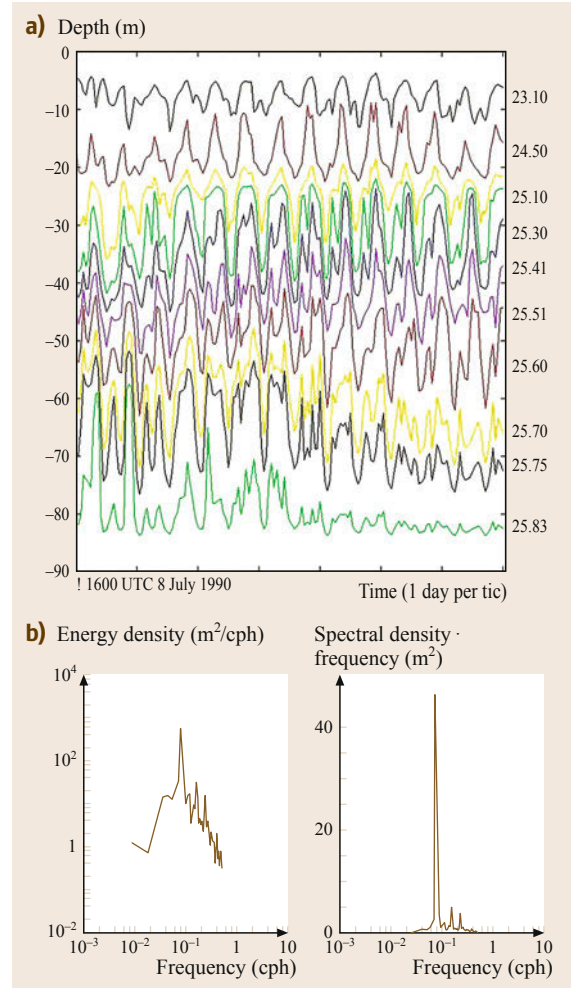 a) Depth (m)
0
–10
–20
–30
–40
–50
–60
–70
–80
–90
23.10
24.50
25.10
25.30
25.41
25.51
25.60
25.70
25.75
25.83
! 1600 UTC 8 July 1990
Time (1 day per tic)
b) Energy density (m²/cph)
10⁴
10²
1
10⁻²
10⁻³ 10⁻² 10⁻¹ 1 10
Frequency (cph)
Spectral density ·
frequency (m²)
40
20
0
10⁻³ 10⁻² 10⁻¹ 1 10
Frequency (cph)